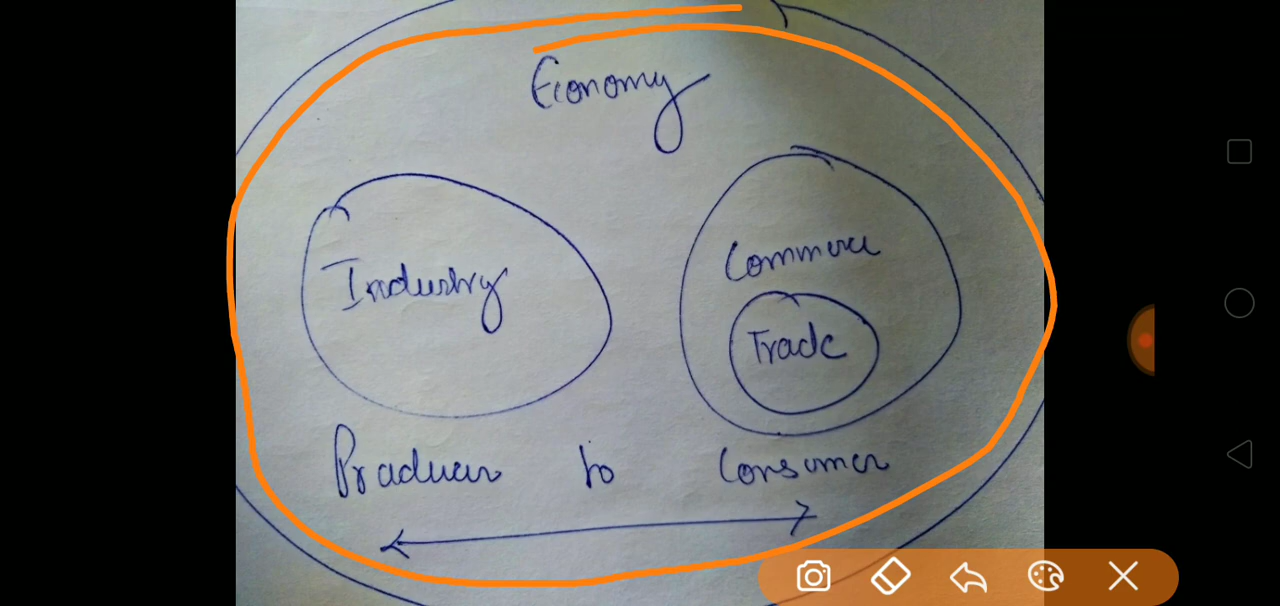 Economy
Industry
Commerce
Trade
Producer to Consumer